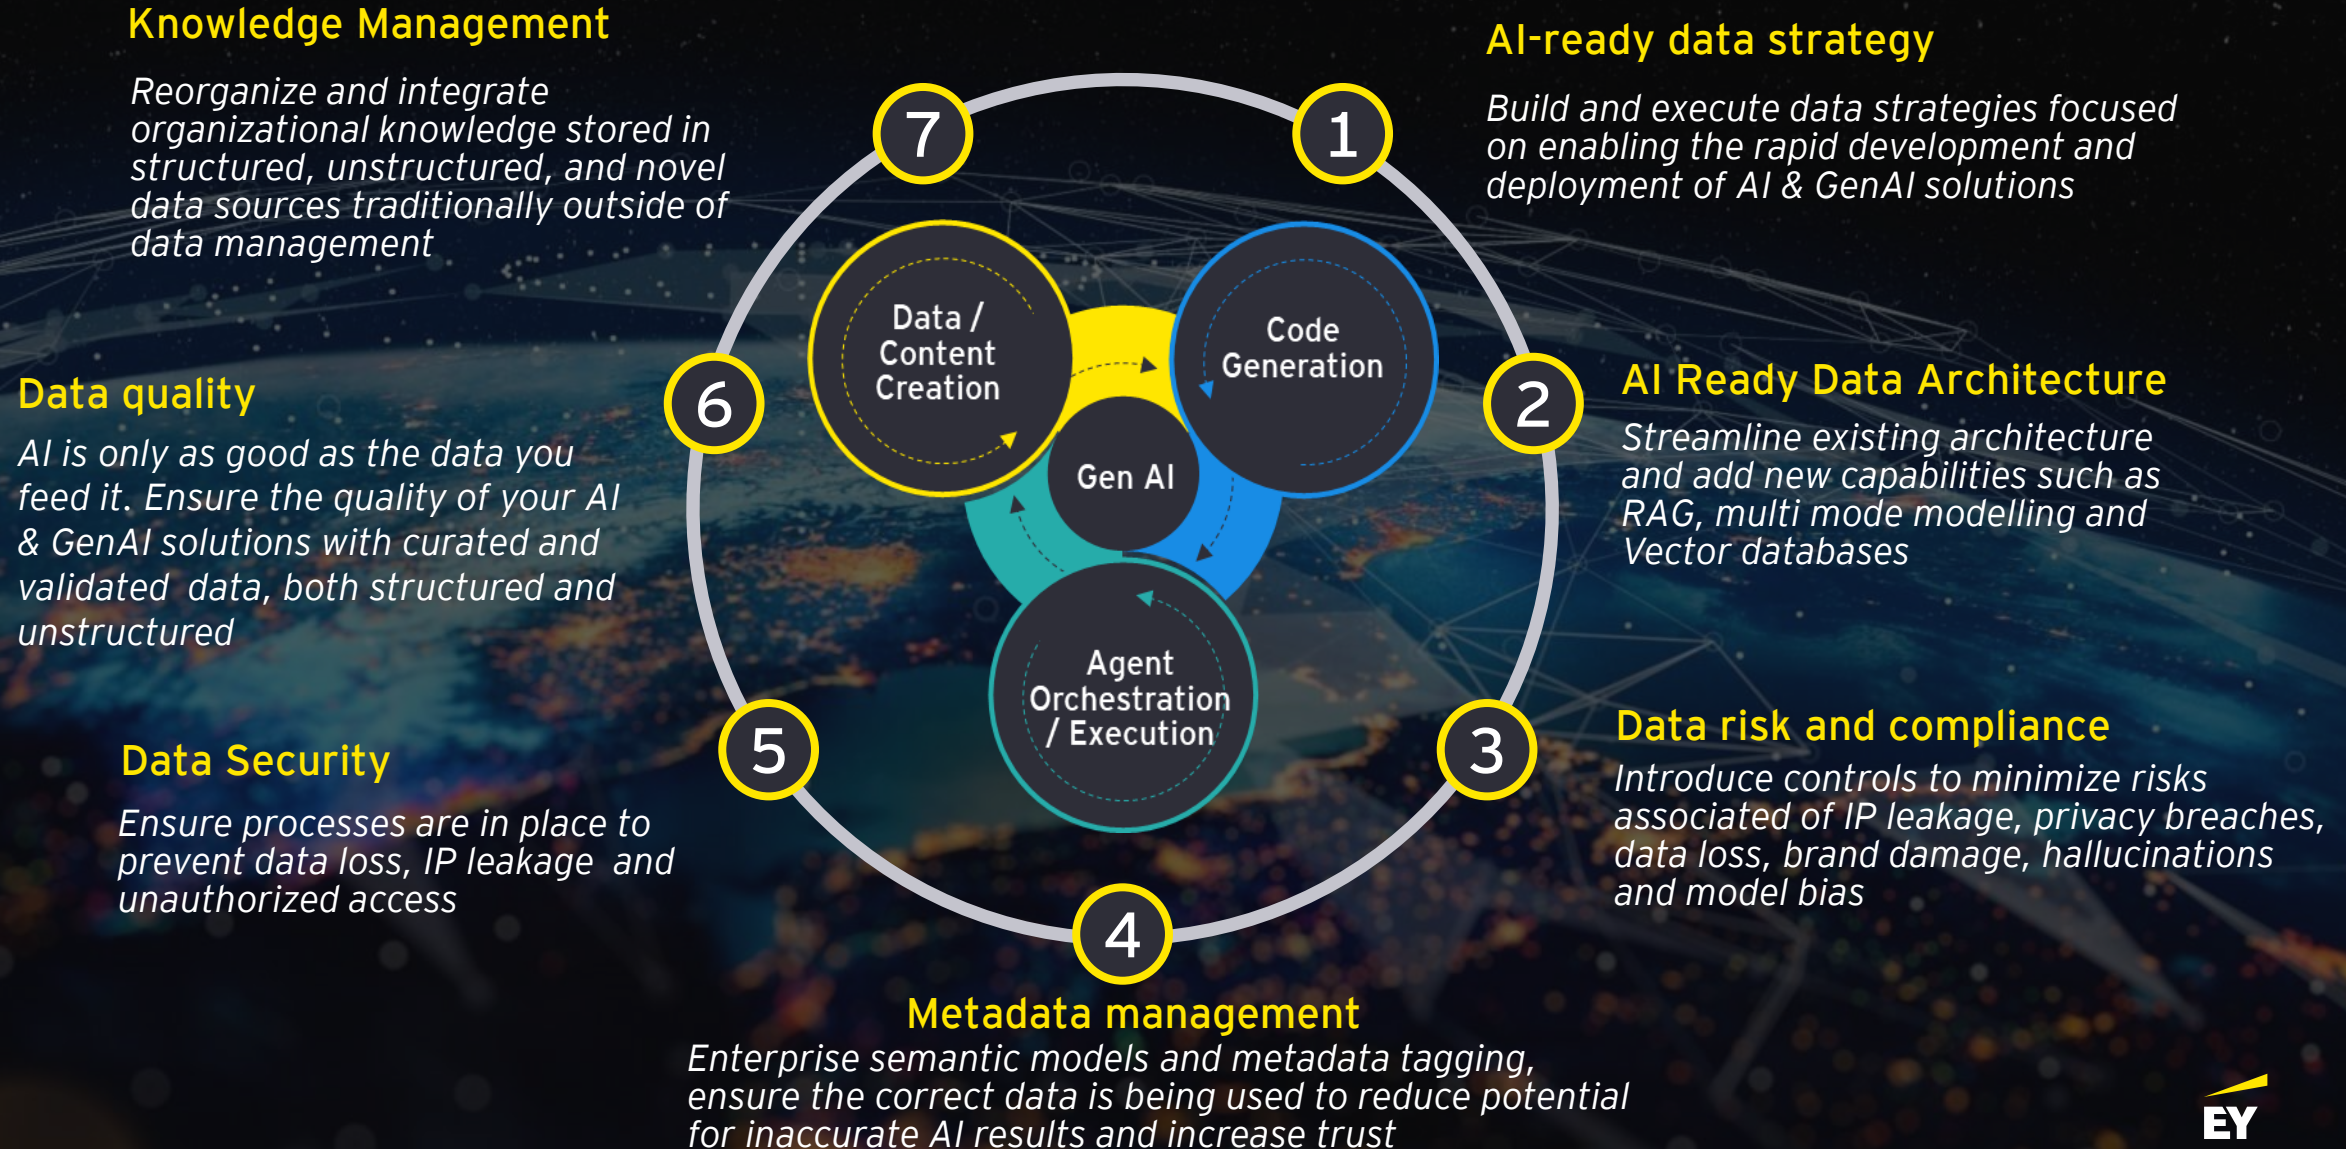 Knowledge Management
Reorganize and integrate
organizational knowledge stored in
structured, unstructured, and novel
data sources traditionally outside of
data management
7
1
AI-ready data strategy
Build and execute data strategies focused
on enabling the rapid development and
deployment of AI & GenAI solutions
Data /
Content
Creation
Code
Generation
Gen AI
Agent
Orchestration
/ Execution
6
Data quality
AI is only as good as the data you
feed it. Ensure the quality of your AI
& GenAI solutions with curated and
validated  data, both structured and
unstructured
2
AI Ready Data Architecture
Streamline existing architecture
and add new capabilities such as
RAG, multi mode modelling and
Vector databases
5
Data Security
Ensure processes are in place to
prevent data loss, IP leakage  and
unauthorized access
3
Data risk and compliance
Introduce controls to minimize risks
associated of IP leakage, privacy breaches,
data loss, brand damage, hallucinations
and model bias
4
Metadata management
Enterprise semantic models and metadata tagging,
ensure the correct data is being used to reduce potential
for inaccurate AI results and increase trust
EY